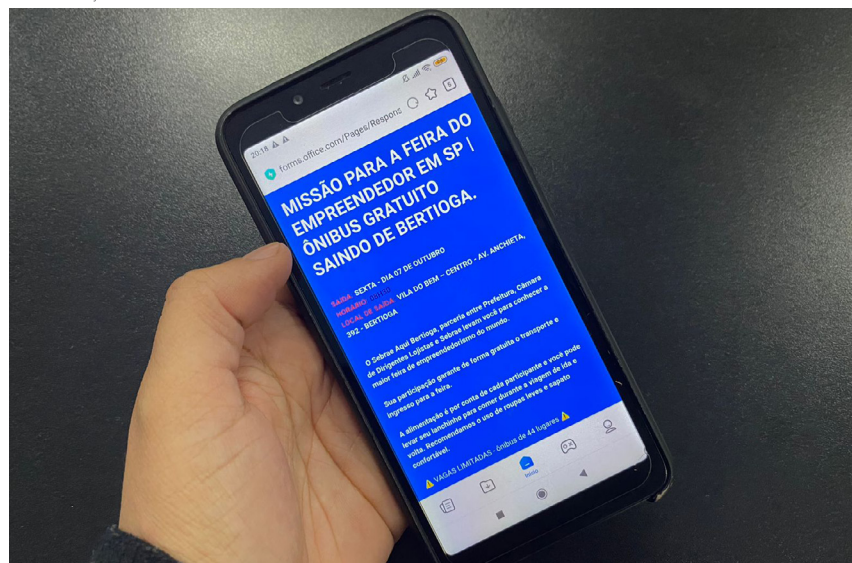 20:18
forms.office.com/Pages/Respons
5
MISSÃO PARA A FEIRA DO
EMPREENDEDOR EM SP |
ÔNIBUS GRATUITO
SAINDO DE BERTIOGA.
SAÍDA: SEXTA - DIA 07 DE OUTUBRO
HORÁRIO:
LOCAL DE SAÍDA: VILA DO BEM – CENTRO - AV. ANCHIETA,
392 - BERTIOGA
O Sebrae Aqui Bertioga, parceria entre Prefeitura, Câmara
de Dirigentes Lojistas e Sebrae levam você para conhecer a
maior feira de empreendedorismo do mundo.
Sua participação garante de forma gratuita o transporte e
ingresso para a feira.
A alimentação é por conta de cada participante e você pode
levar seu lanchinho para comer durante a viagem de ida e
volta. Recomendamos o uso de roupas leves e sapato
confortável.
⚠ VAGAS LIMITADAS - ônibus de 44 lugares ⚠
Início